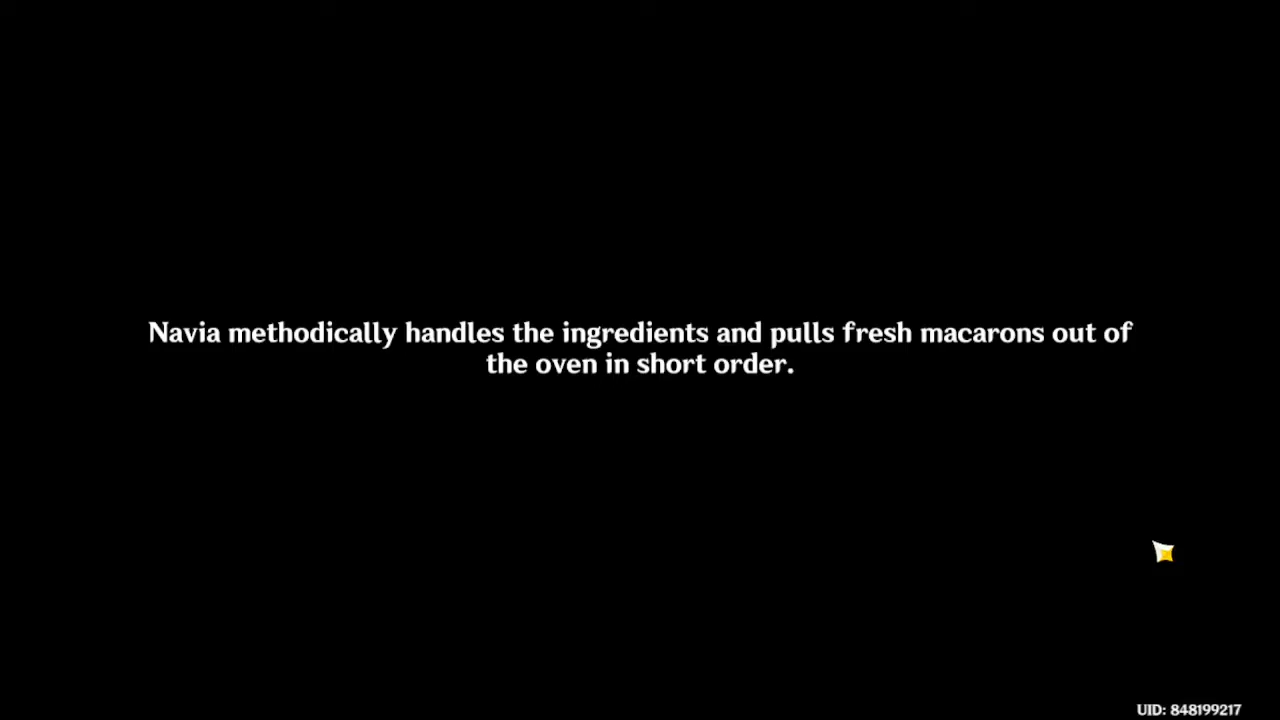 Navia methodically handles the ingredients and pulls fresh macarons out of
the oven in short order.
UID: 848199217